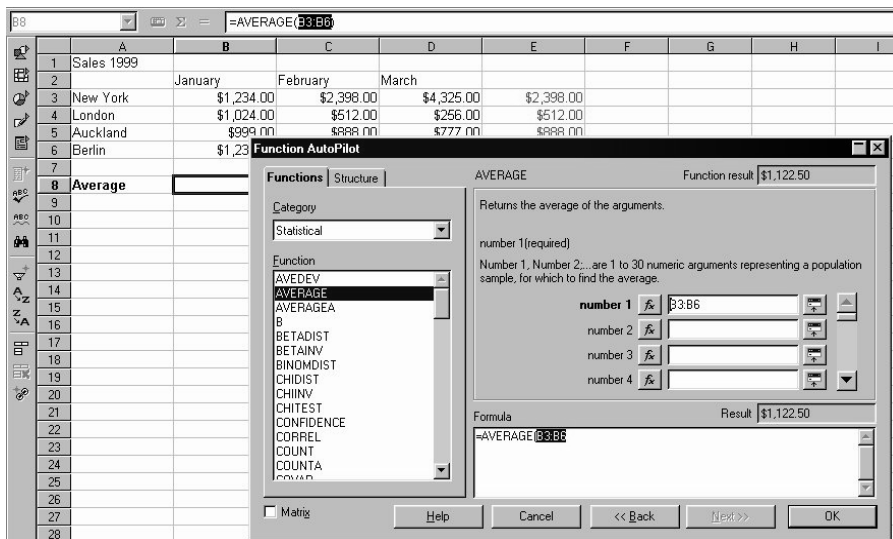 B8 Σ = =AVERAGE(B3:B6)
A B C D E F G H I
1 Sales 1999
2 January February March
3 New York $1,234.00 $2,398.00 $4,325.00 $2,398.00
4 London $1,024.00 $512.00 $256.00 $512.00
5 Auckland $999.00 $888.00 $777.00 $888.00
6 Berlin $1,23
7
8 Average
9
10
11
12
13
14
15
16
17
18
19
20
21
22
23
24
25
26
27
28
Function AutoPilot
Functions Structure
AVERAGE Function result $1,122.50
Category
Statistical
Function
AVEDEV
AVERAGE
AVERAGEA
B
BETADIST
BETAINV
BINOMDIST
CHIDIST
CHIINV
CHITEST
CONFIDENCE
CORREL
COUNT
COUNTA
COVAR
Returns the average of the arguments.
number 1(required)
Number 1, Number 2;...are 1 to 30 numeric arguments representing a population
sample, for which to find the average.
number 1 fx B3:B6
number 2 fx
number 3 fx
number 4 fx
Formula Result $1,122.50
=AVERAGE(B3:B6
Matrix Help Cancel << Back Next >> OK